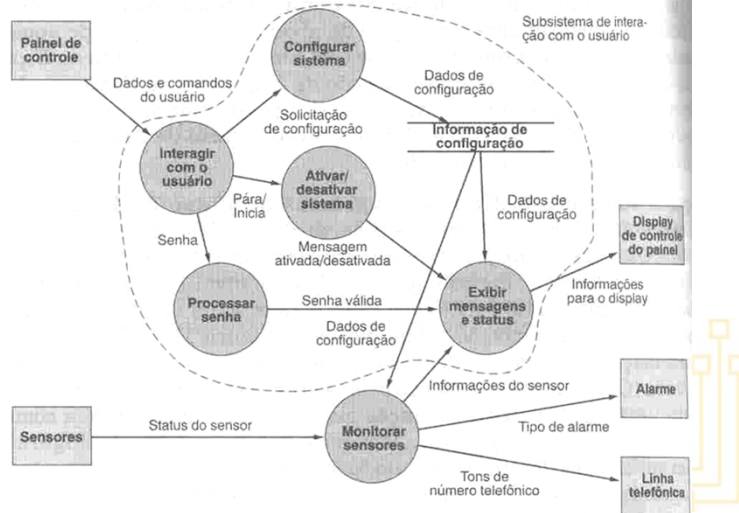 Subsistema de intera-
ção com o usuário
Painel de
controle
Configurar
sistema
Dados e comandos
do usuário
Dados de
configuração
Solicitação
de configuração
Informação de
configuração
Interagir
com o
usuário
Ativar/
desativar
sistema
Pára/
Inicia
Dados de
configuração
Senha
Mensagem
ativada/desativada
Display
de controle
do painel
Processar
senha
Senha válida
Exibir
mensagens
e status
Informações
para o display
Dados de
configuração
Informações do sensor
Alarme
Sensores
Status do sensor
Monitorar
sensores
Tipo de alarme
Tons de
número telefônico
Linha
telefônica